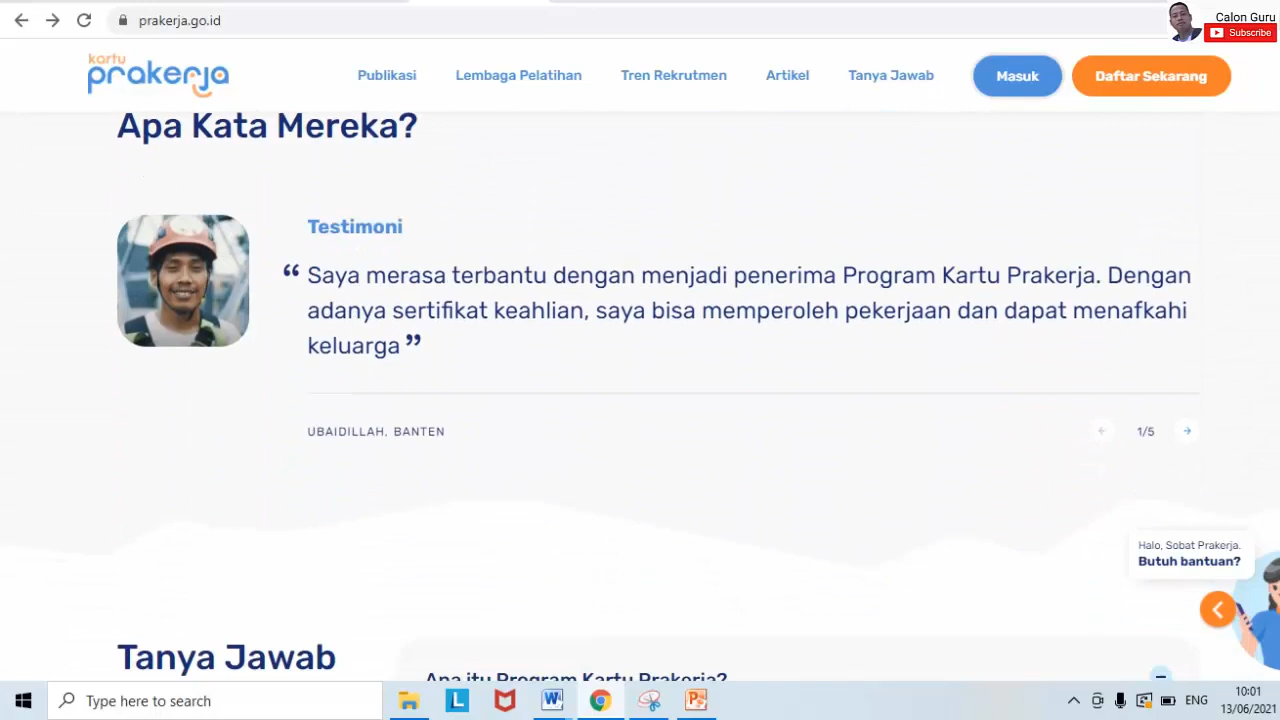 prakerja.go.id
Calon Guru
Subscribe
kartu
prakerja
Publikasi
Lembaga Pelatihan
Tren Rekrutmen
Artikel
Tanya Jawab
Masuk
Daftar Sekarang
Apa Kata Mereka?
Testimoni
“ Saya merasa terbantu dengan menjadi penerima Program Kartu Prakerja. Dengan
adanya sertifikat keahlian, saya bisa memperoleh pekerjaan dan dapat menafkahi
keluarga ”
UBAIDILLAH, BANTEN
1/5
Halo, Sobat Prakerja.
Butuh bantuan?
Tanya Jawab
Apa itu Program Kartu Prakerja?
Type here to search
ENG
10:01
13/06/2021